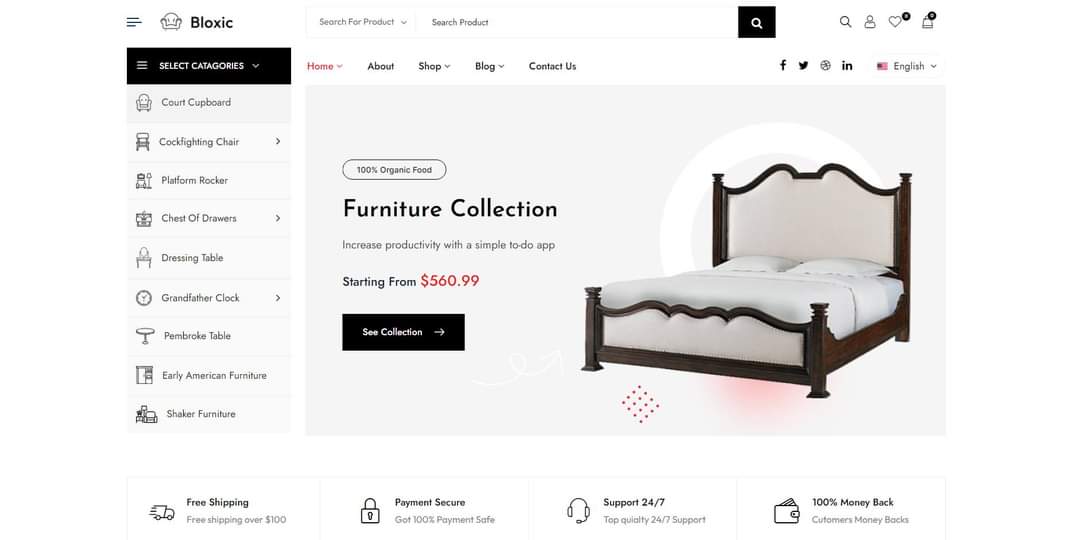 Bloxic
Search For Product
Search Product
0
0
SELECT CATAGORIES
Home
About
Shop
Blog
Contact Us
English
Court Cupboard
Cockfighting Chair
Platform Rocker
Chest Of Drawers
Dressing Table
Grandfather Clock
Pembroke Table
Early American Furniture
Shaker Furniture
100% Organic Food
Furniture Collection
Increase productivity with a simple to-do app
Starting From $560.99
See Collection
Free Shipping
Free shipping over $100
Payment Secure
Got 100% Payment Safe
Support 24/7
Top quialty 24/7 Support
100% Money Back
Cutomers Money Backs